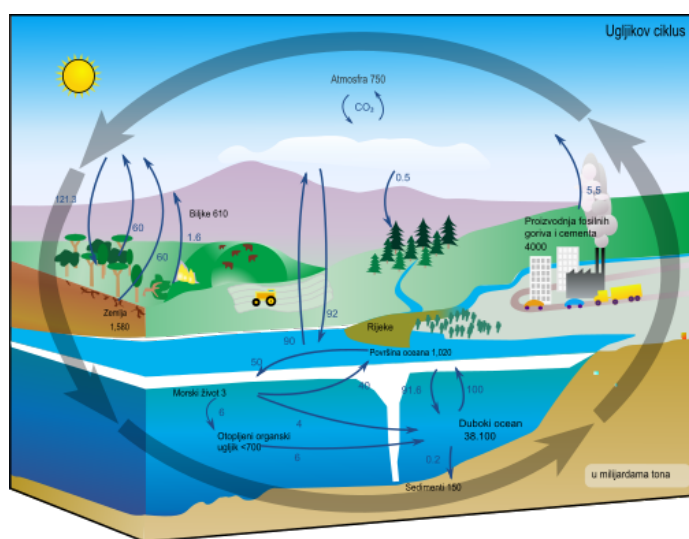 Ugljikov ciklus
Atmosfra 750
CO₂
0.5
5.5
121.3
Biljke 610
60
1.6
60
Proizvodnja fosilnih
goriva i cementa
4000
Zemlja
1,580
92
90
Rijeke
Površina oceana 1,020
50
40
91.6
100
Morski život 3
6
4
Duboki ocean
38.100
Otopljeni organski
ugljik <700
6
0.2
Sedimenti 150
u milijardama tona